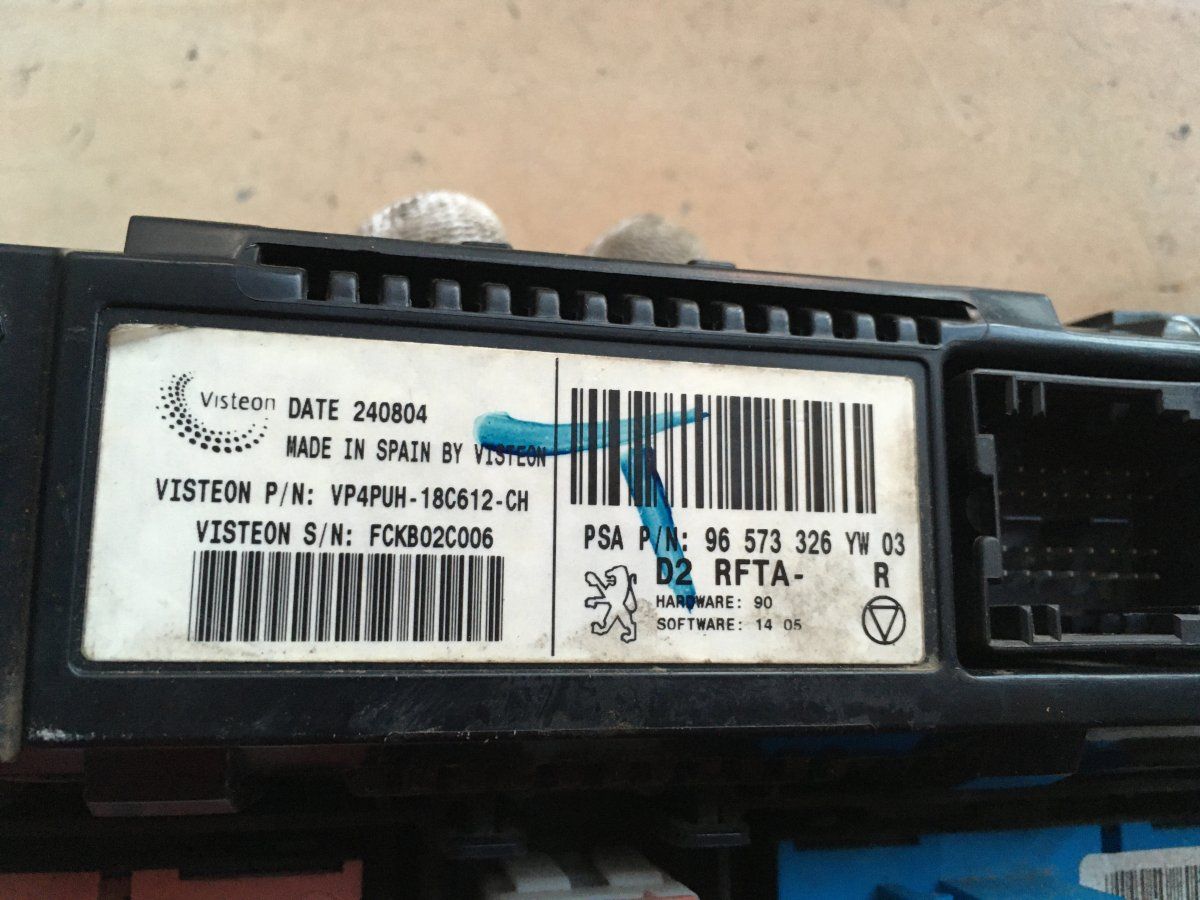 Visteon DATE 240804
MADE IN SPAIN BY VISTEON
VISTEON P/N: VP4PUH-18C612-CH
VISTEON S/N: FCKB02C006
PSA P/N: 96 573 326 YW 03
D2 RFTA- R
HARDWARE: 90
SOFTWARE: 14 05